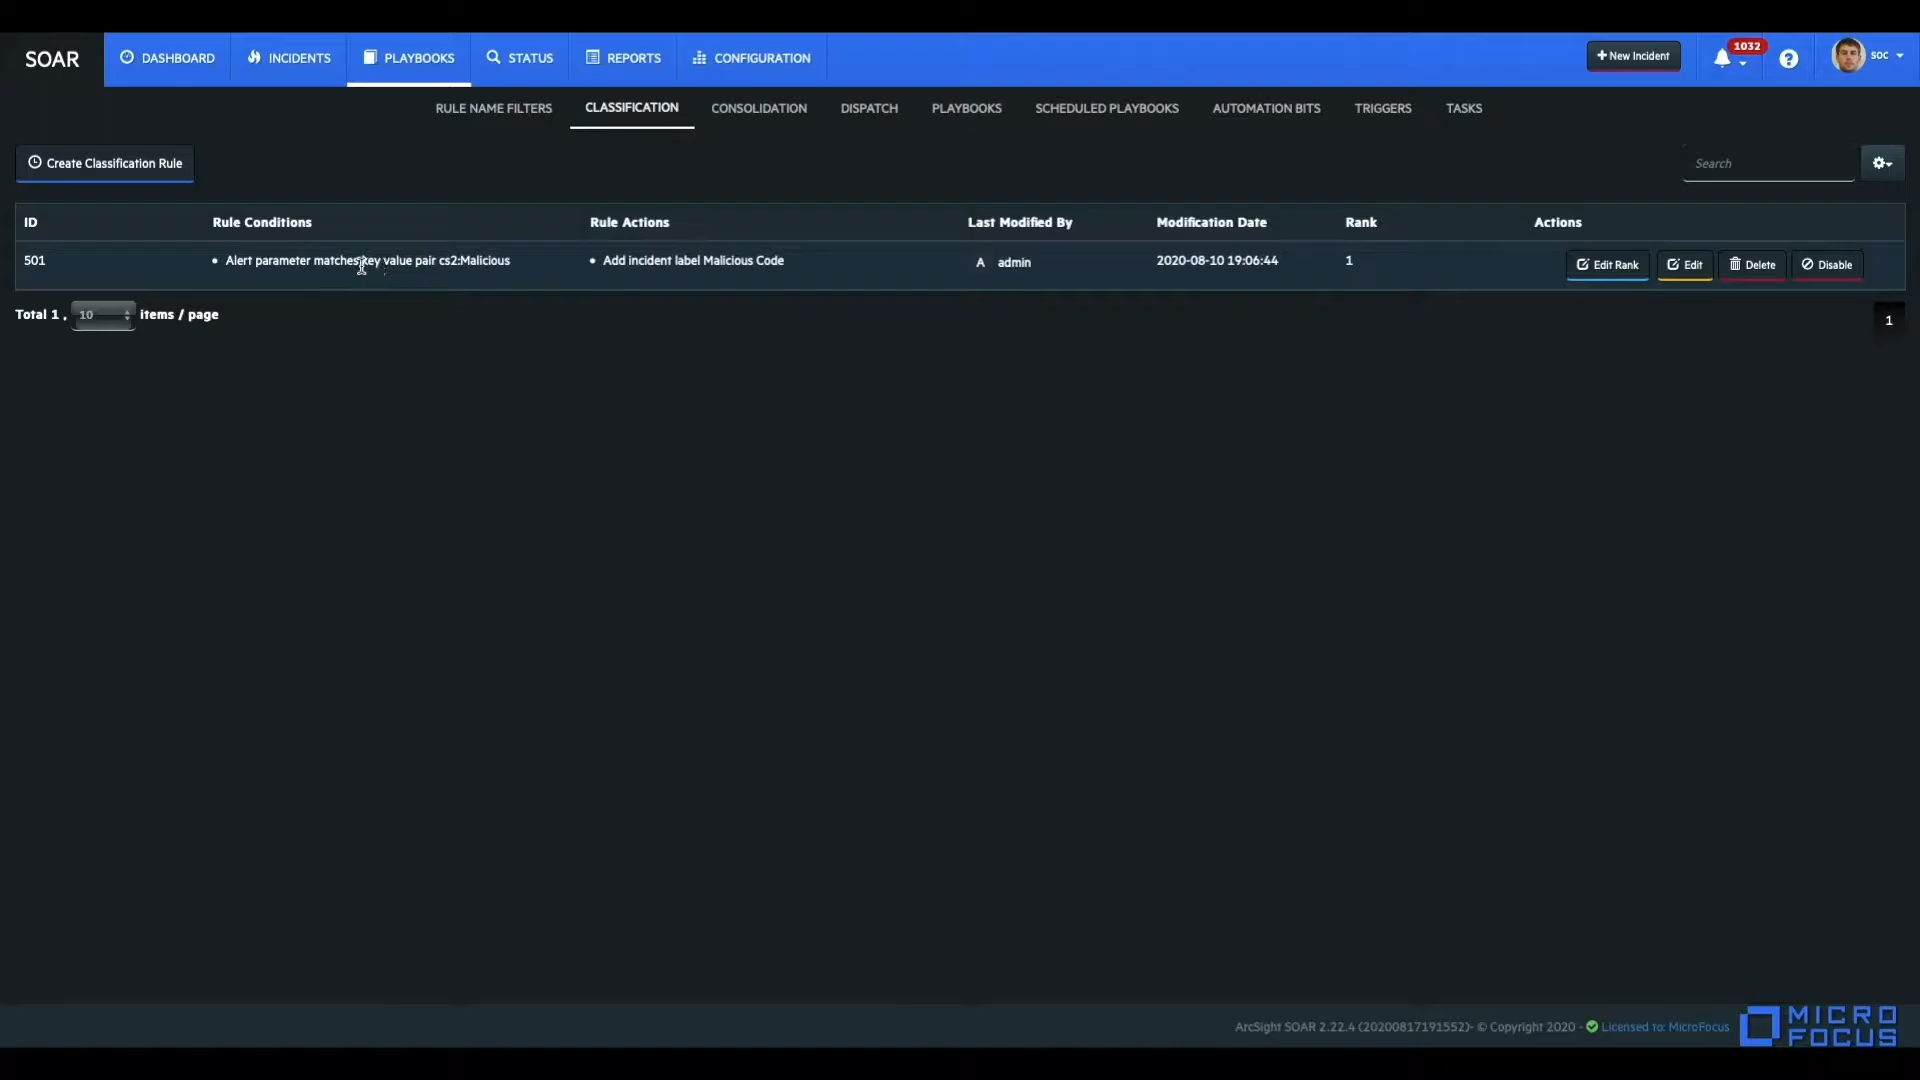 SOAR
DASHBOARD
INCIDENTS
PLAYBOOKS
STATUS
REPORTS
CONFIGURATION
New Incident
1032
soc
RULE NAME FILTERS
CLASSIFICATION
CONSOLIDATION
DISPATCH
PLAYBOOKS
SCHEDULED PLAYBOOKS
AUTOMATION BITS
TRIGGERS
TASKS
Create Classification Rule
Search
ID Rule Conditions Rule Actions Last Modified By Modification Date Rank Actions
501 • Alert parameter matches key value pair cs2:Malicious • Add incident label Malicious Code A admin 2020-08-10 19:06:44 1 Edit Rank Edit Delete Disable
Total 1 , 10 items / page
1
ArcSight SOAR 2.22.4 (20200817191552)- © Copyright 2020 - Licensed to: MicroFocus
MICRO
FOCUS